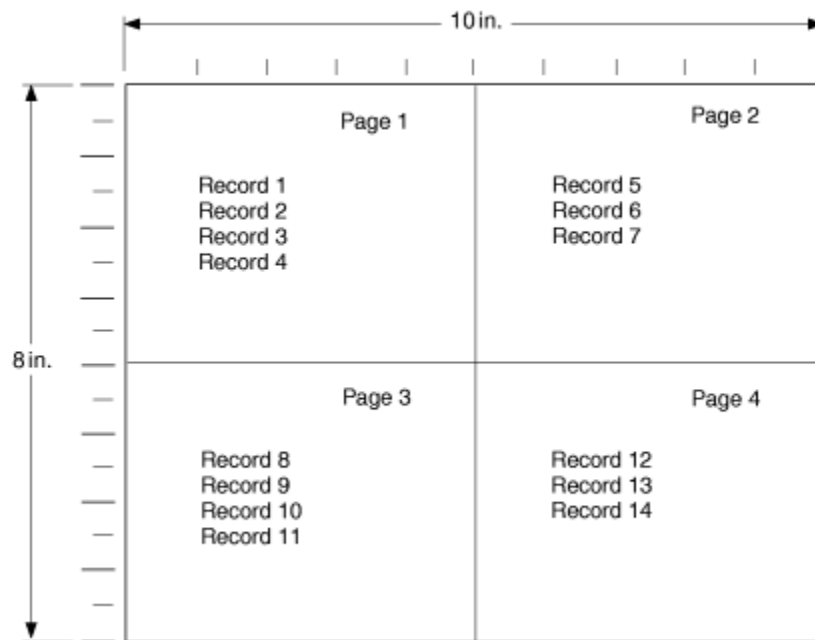 10 in.
Page 1
Record 1
Record 2
Record 3
Record 4
Page 2
Record 5
Record 6
Record 7
8 in.
Page 3
Record 8
Record 9
Record 10
Record 11
Page 4
Record 12
Record 13
Record 14